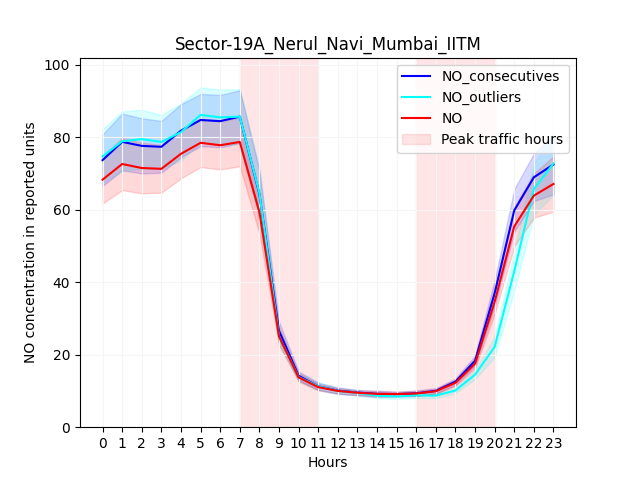 Sector-19A_Nerul_Navi_Mumbai_IITM
NO_consecutives
NO_outliers
NO
Peak traffic hours
NO concentration in reported units
100
80
60
40
20
0
0 1 2 3 4 5 6 7 8 9 10 11 12 13 14 15 16 17 18 19 20 21 22 23
Hours